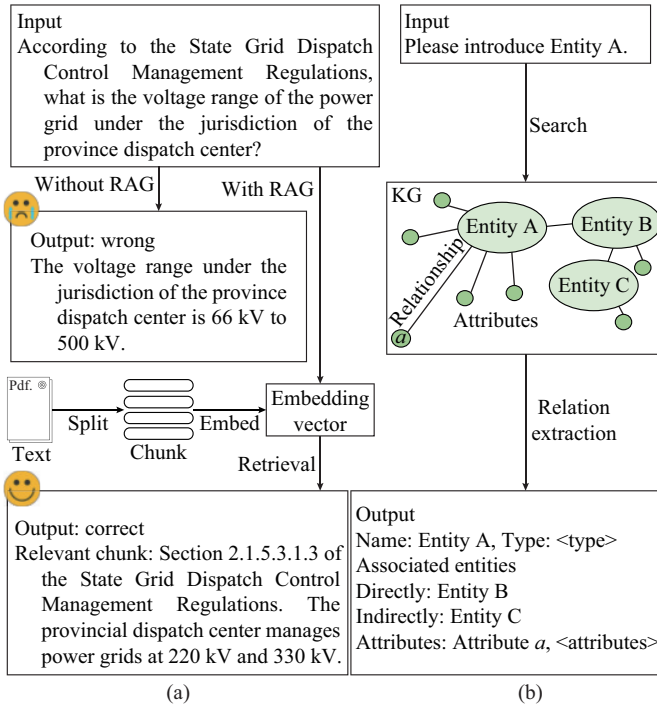 Input
According to the State Grid Dispatch
Control Management Regulations,
what is the voltage range of the power
grid under the jurisdiction of the
province dispatch center?
Without RAG
With RAG
Output: wrong
The voltage range under the
jurisdiction of the province
dispatch center is 66 kV to
500 kV.
Pdf.
Text
Split
Chunk
Embed
Embedding
vector
Retrieval
Output: correct
Relevant chunk: Section 2.1.5.3.1.3 of
the State Grid Dispatch Control
Management Regulations. The
provincial dispatch center manages
power grids at 220 kV and 330 kV.
(a)
Input
Please introduce Entity A.
Search
KG
Entity A
Entity B
Entity C
Relationship
Attributes
a
Relation
extraction
Output
Name: Entity A, Type: <type>
Associated entities
Directly: Entity B
Indirectly: Entity C
Attributes: Attribute a, <attributes>
(b)